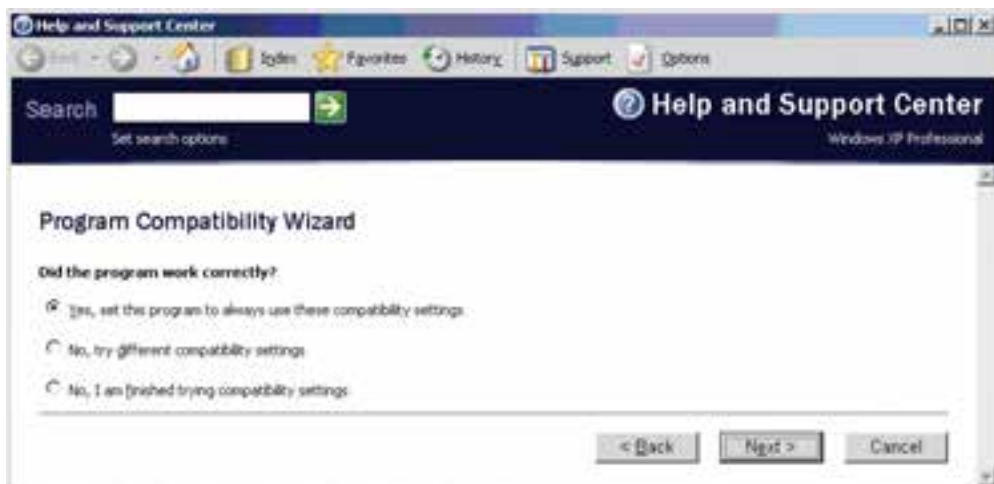 Help and Support Center
Back Index Favorites History Support Options
Search Help and Support Center
Set search options Windows XP Professional
Program Compatibility Wizard
Did the program work correctly?
Yes, set this program to always use these compatibility settings
No, try different compatibility settings
No, I am finished trying compatibility settings
< Back Next > Cancel